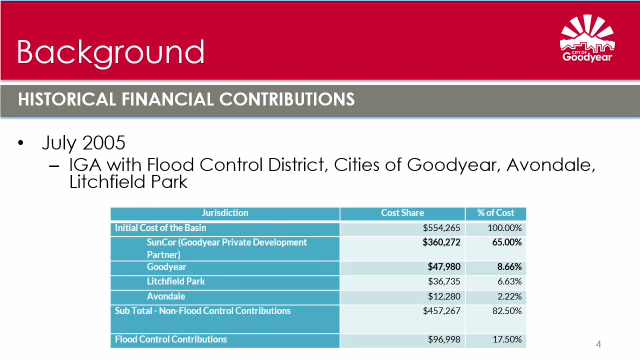 Background
CITY OF
Goodyear
HISTORICAL FINANCIAL CONTRIBUTIONS
• July 2005
– IGA with Flood Control District, Cities of Goodyear, Avondale,
Litchfield Park
Jurisdiction Cost Share % of Cost
Initial Cost of the Basin $554,265 100.00%
SunCor (Goodyear Private Development $360,272 65.00%
Partner)
Goodyear $47,980 8.66%
Litchfield Park $36,735 6.63%
Avondale $12,280 2.22%
Sub Total - Non-Flood Control Contributions $457,267 82.50%
Flood Control Contributions $96,998 17.50%
4